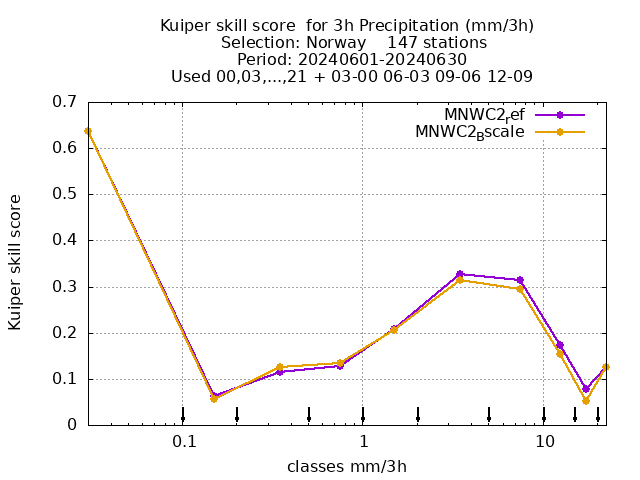 Kuiper skill score  for 3h Precipitation (mm/3h)
Selection: Norway    147 stations
Period: 20240601-20240630
Used 00,03,...,21 + 03-00 06-03 09-06 12-09
MNWC2ref
MNWC2Bscale
0.7
0.6
0.5
0.4
0.3
0.2
0.1
0
Kuiper skill score
0.1 1 10
classes mm/3h